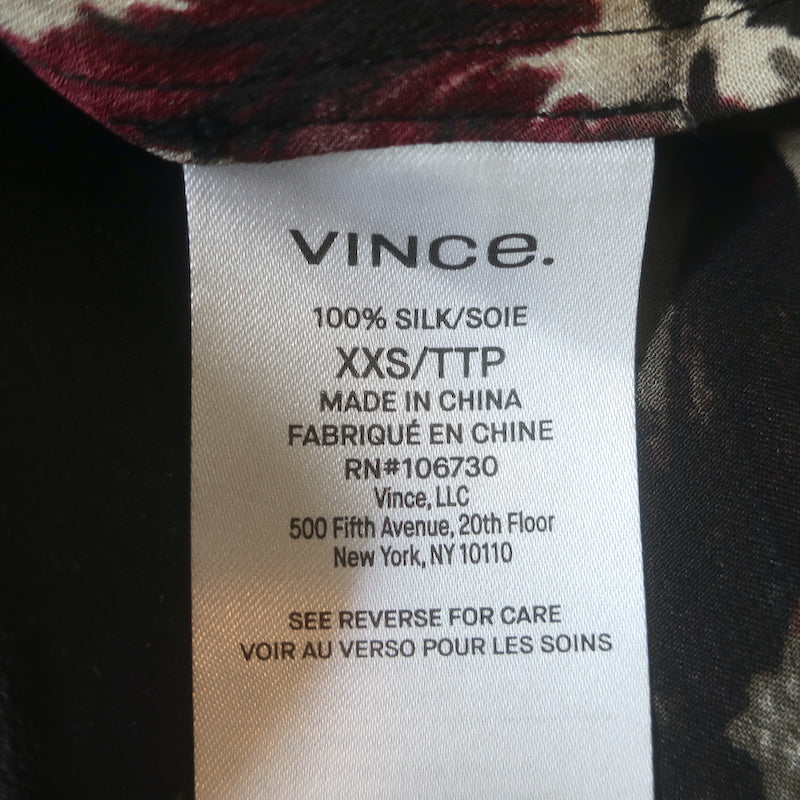 VINCE.
100% SILK/SOIE
XXS/TTP
MADE IN CHINA
FABRIQUÉ EN CHINE
RN#106730
Vince, LLC
500 Fifth Avenue, 20th Floor
New York, NY 10110
SEE REVERSE FOR CARE
VOIR AU VERSO POUR LES SOINS